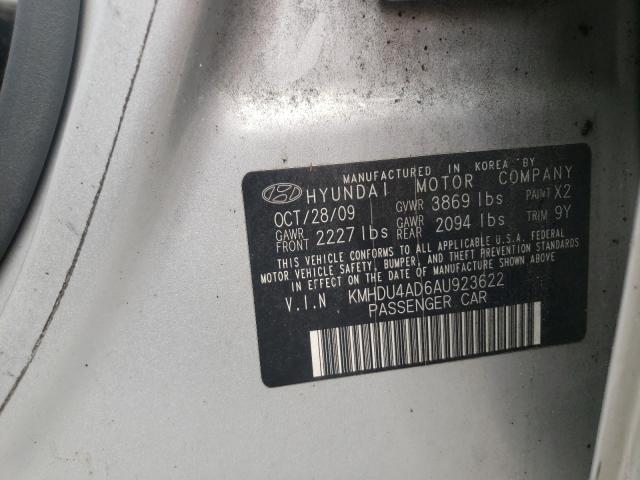 MANUFACTURED IN KOREA BY
HYUNDAI MOTOR COMPANY
OCT/28/09 GVWR 3869 lbs PAINT X2
GAWR FRONT 2227 lbs GAWR REAR 2094 lbs TRIM 9Y
THIS VEHICLE CONFORMS TO ALL APPLICABLE U.S.A. FEDERAL
MOTOR VEHICLE SAFETY, BUMPER, AND THEFT PREVENTION
STANDARDS IN EFFECT ON THE DATE OF
MANUFACTURE SHOWN ABOVE.
V.I.N KMHDU4AD6AU923622
PASSENGER CAR